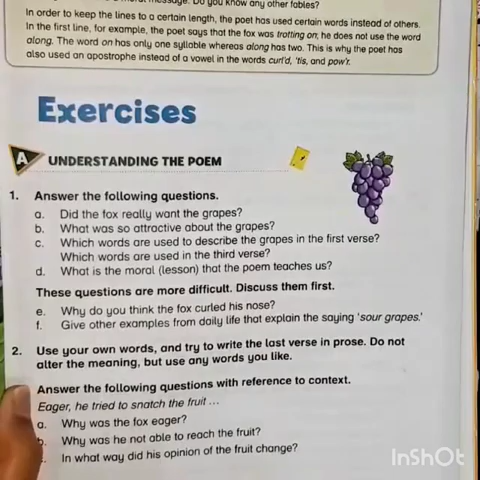 message. Do you know any other fables?
In order to keep the lines to a certain length, the poet has used certain words instead of others.
In the first line, for example, the poet says that the fox was trotting on; he does not use the word
along. The word on has only one syllable whereas along has two. This is why the poet has
also used an apostrophe instead of a vowel in the words curl'd, 'tis, and pow'r.
Exercises
A UNDERSTANDING THE POEM
1. Answer the following questions.
a. Did the fox really want the grapes?
b. What was so attractive about the grapes?
c. Which words are used to describe the grapes in the first verse?
Which words are used in the third verse?
d. What is the moral (lesson) that the poem teaches us?
These questions are more difficult. Discuss them first.
e. Why do you think the fox curled his nose?
f. Give other examples from daily life that explain the saying 'sour grapes.'
2. Use your own words, and try to write the last verse in prose. Do not
alter the meaning, but use any words you like.
Answer the following questions with reference to context.
Eager, he tried to snatch the fruit ...
a. Why was the fox eager?
b. Why was he not able to reach the fruit?
In what way did his opinion of the fruit change?
InShOt